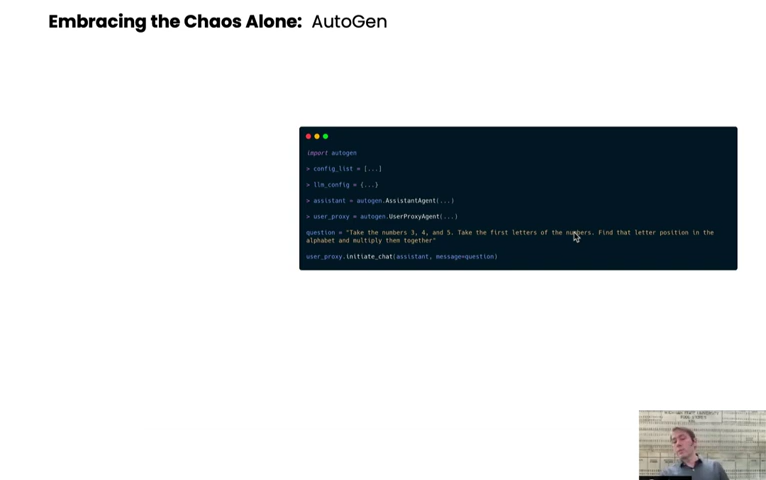 Embracing the Chaos Alone: AutoGen
import autogen
> config_list = [...]
> llm_config = {...}
> assistant = autogen.AssistantAgent(...)
> user_proxy = autogen.UserProxyAgent(...)
question = "Take the numbers 3, 4, and 5. Take the first letters of the numbers. Find that letter position in the
alphabet and multiply them together"
user_proxy.initiate_chat(assistant, message=question)